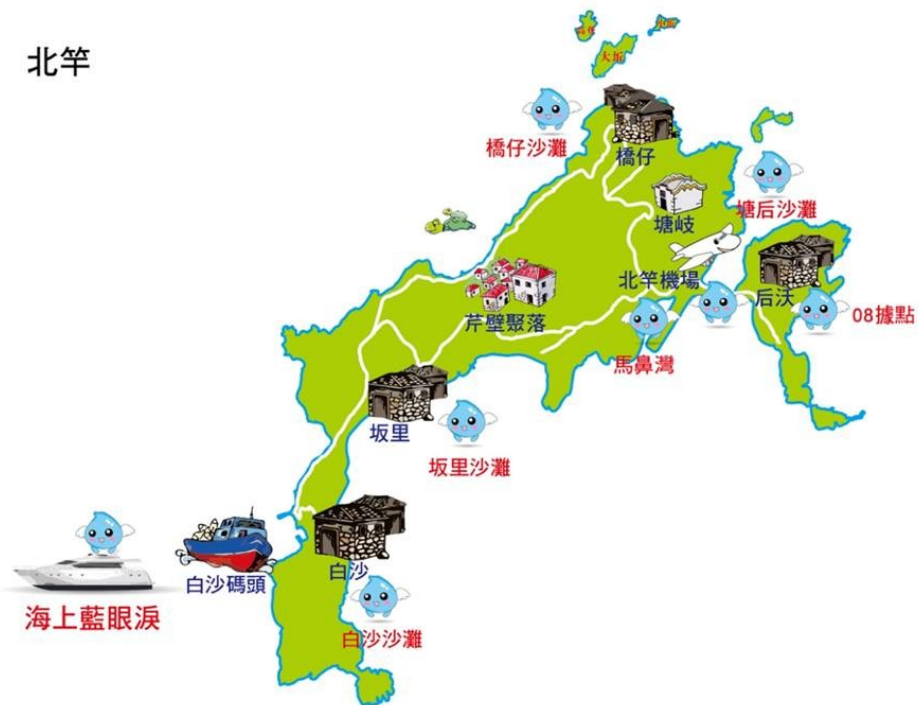 北竿
大坵
橋仔沙灘
橋仔
塘岐
塘后沙灘
北竿機場
后沃
08據點
芹壁聚落
馬鼻灣
坂里
坂里沙灘
白沙碼頭
白沙
海上藍眼淚
白沙沙灘